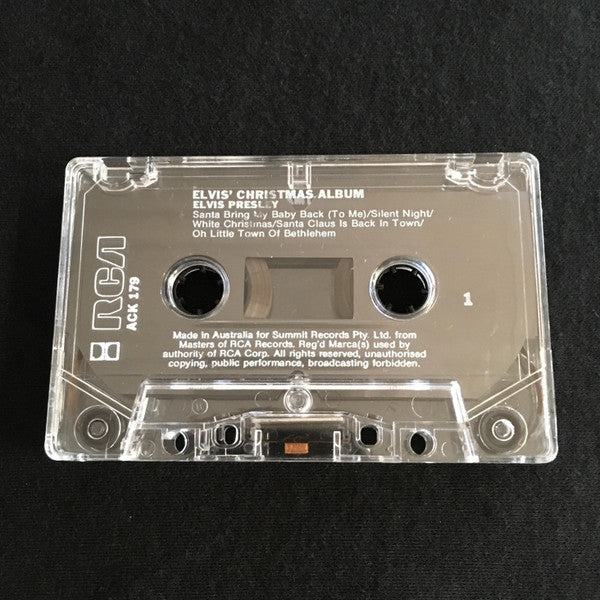 ELVIS' CHRISTMAS ALBUM
ELVIS PRESLEY
Santa Bring My Baby Back (To Me)/Silent Night/
White Christmas/Santa Claus Is Back In Town/
Oh Little Town Of Bethlehem
RCA
ACK 179
1
Made in Australia for Summit Records Pty. Ltd. from
Masters of RCA Records. Reg'd Marca(s) used by
authority of RCA Corp. All rights reserved, unauthorised
copying, public performance, broadcasting forbidden.